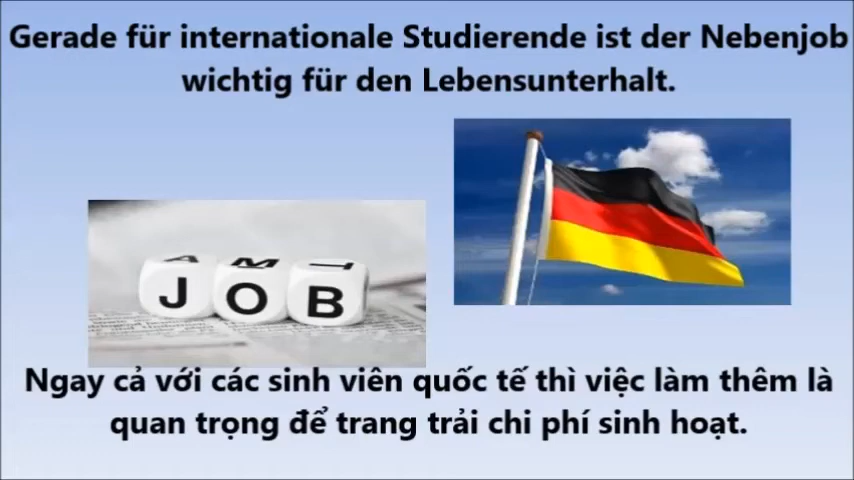 Gerade für internationale Studierende ist der Nebenjob
wichtig für den Lebensunterhalt.
JOB
Ngay cả với các sinh viên quốc tế thì việc làm thêm là
quan trọng để trang trải chi phí sinh hoạt.